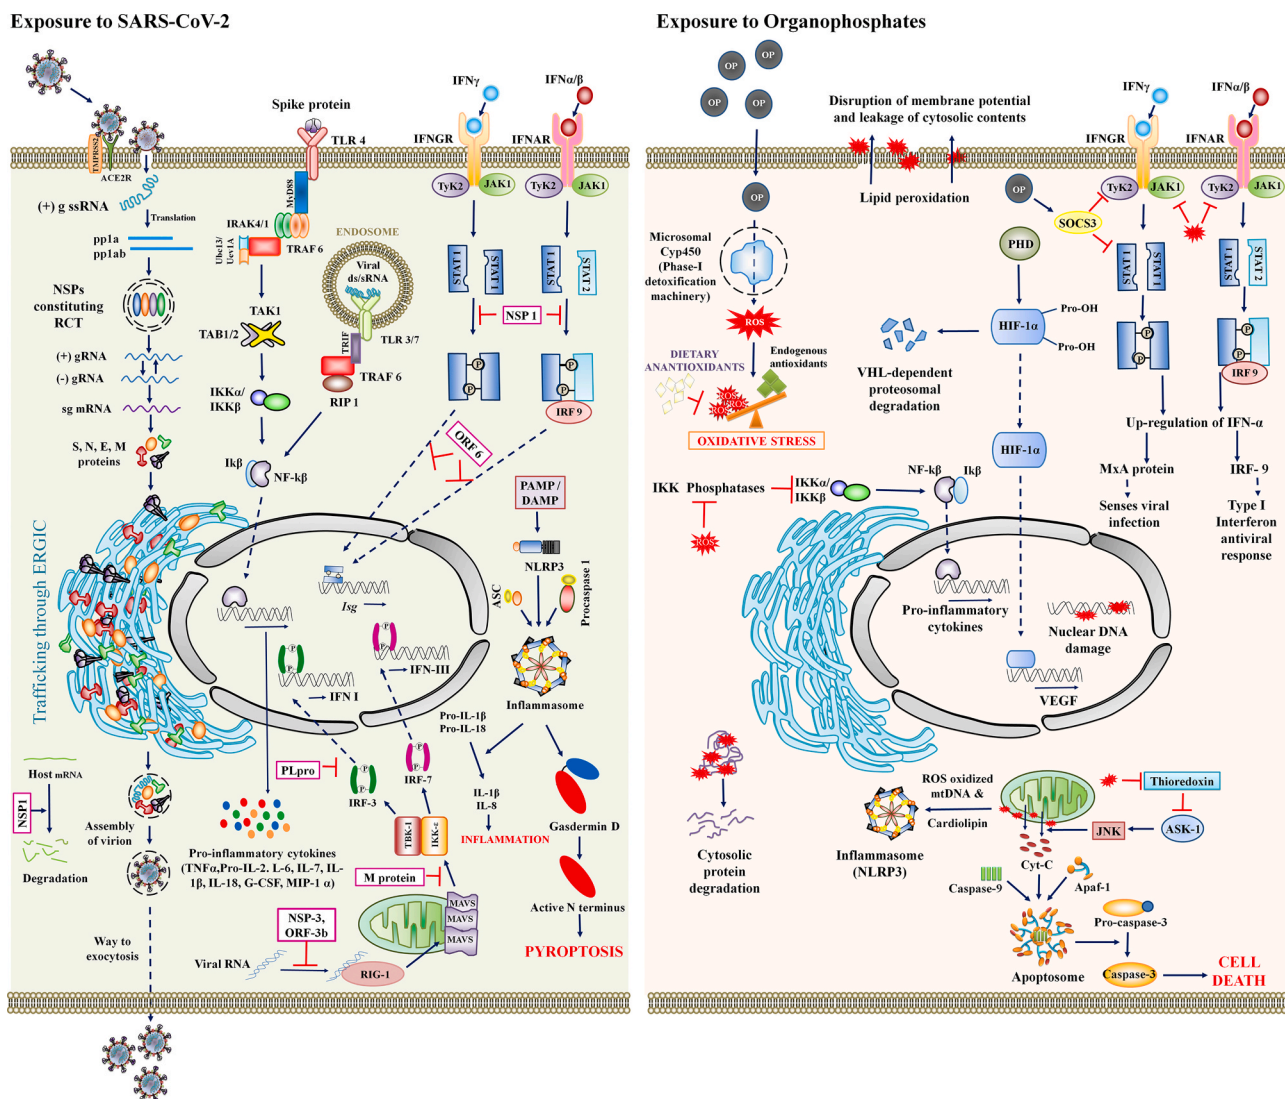 Exposure to SARS-CoV-2
Spike protein
IFNγ
IFNα/β
TLR 4
IFNGR
IFNAR
TMPRSS2
ACE2R
TyK2
JAK1
TyK2
JAK1
(+) g ssRNA
Translation
pp1a
pp1ab
MyD88
IRAK4/1
Ubc13/
Uev1A
TRAF 6
ENDOSOME
Viral
ds/sRNA
TRIF
TLR 3/7
TRAF 6
RIP 1
STAT 1
STAT 1
STAT 1
STAT 2
NSP 1
NSPs
constituting
RCT
TAK1
TAB1/2
(+) gRNA
(-) gRNA
sg mRNA
IKKα/
IKKβ
P
P
P
P
IRF 9
ORF 6
S, N, E, M
proteins
Ikβ
NF-kβ
PAMP /
DAMP
NLRP3
ASC
Procaspase 1
Inflammasome
Trafficking through ERGIC
Isg
P
P
IFN-III
P
P
IFN I
Pro-IL-1β
Pro-IL-18
IL-1β
IL-8
INFLAMMATION
Gasdermin D
Active N terminus
PYROPTOSIS
PLpro
P
P
IRF-3
P
P
IRF-7
TBK-1
IKK-ε
M protein
MAVS
MAVS
MAVS
Host mRNA
NSP1
Degradation
Assembly
of virion
Pro-inflammatory cytokines
(TNFα,Pro-IL-2. L-6, IL-7, IL-
1β, IL-18, G-CSF, MIP-1 α)
NSP-3,
ORF-3b
Viral RNA
RIG-1
Way to
exocytosis
Exposure to Organophosphates
OP
OP
OP
OP
OP
Disruption of membrane potential
and leakage of cytosolic contents
IFNγ
IFNα/β
IFNGR
IFNAR
Lipid peroxidation
OP
OP
SOCS3
TyK2
JAK1
TyK2
JAK1
Microsomal
Cyp450
(Phase-I
detoxification
machinery)
PHD
STAT 1
STAT 1
STAT 1
STAT 2
ROS
HIF-1α
Pro-OH
Pro-OH
VHL-dependent
proteosomal
degradation
DIETARY
ANANTIOXIDANTS
Endogenous
antioxidants
ROS
ROS
ROS
OXIDATIVE STRESS
P
P
P
P
IRF 9
Up-regulation of IFN-α
HIF-1α
MxA protein
Senses viral
infection
IRF- 9
Type I
Interferon
antiviral
response
IKK Phosphatases
IKKα/
IKKβ
NF-kβ
Ikβ
ROS
Pro-inflammatory
cytokines
Nuclear DNA
damage
VEGF
Cytosolic
protein
degradation
ROS oxidized
mtDNA &
Cardiolipin
Inflammasome
(NLRP3)
Thioredoxin
ASK-1
JNK
Cyt-C
Caspase-9
Apaf-1
Pro-caspase-3
Apoptosome
Caspase-3
CELL
DEATH